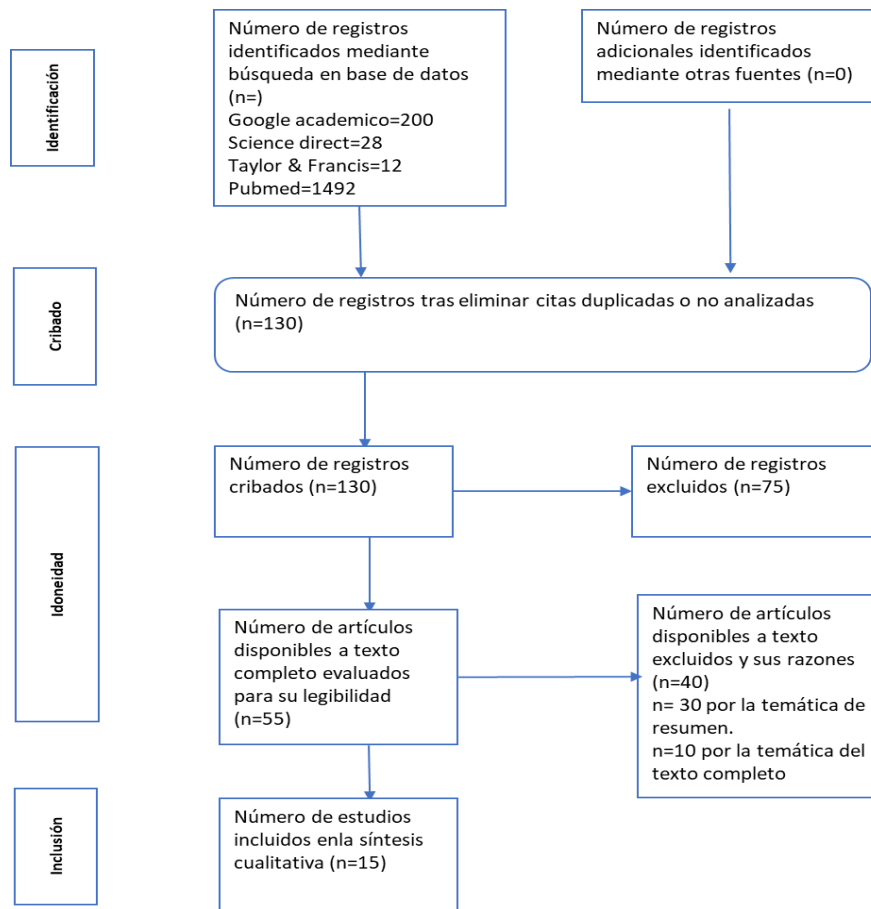 Identificación
Número de registros
identificados mediante
búsqueda en base de datos
(n=)
Google academico=200
Science direct=28
Taylor & Francis=12
Pubmed=1492
Número de registros
adicionales identificados
mediante otras fuentes (n=0)
Cribado
Número de registros tras eliminar citas duplicadas o no analizadas
(n=130)
Idoneidad
Número de registros
cribados (n=130)
Número de registros
excluidos (n=75)
Número de artículos
disponibles a texto
completo evaluados
para su legibilidad
(n=55)
Número de artículos
disponibles a texto
excluidos y sus razones
(n=40)
n= 30 por la temática de
resumen.
n=10 por la temática del
texto completo
Inclusión
Número de estudios
incluidos enla síntesis
cualitativa (n=15)